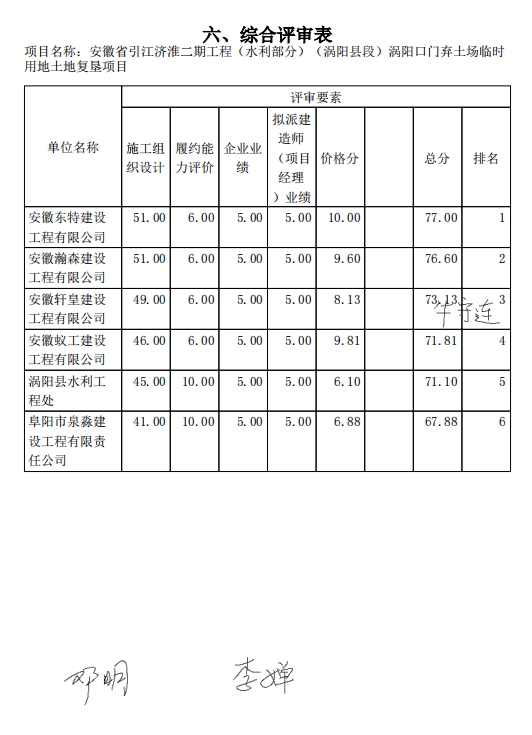 六、综合评审表
项目名称：安徽省引江济淮二期工程（水利部分）（涡阳县段）涡阳口门弃土场临时
用地土地复垦项目
单位名称 评审要素
施工组织设计 履约能力评价 企业业绩 拟派建造师（项目经理）业绩 价格分 总分 排名
安徽东特建设工程有限公司 51.00 6.00 5.00 5.00 10.00 77.00 1
安徽瀚森建设工程有限公司 51.00 6.00 5.00 5.00 9.60 76.60 2
安徽轩皇建设工程有限公司 49.00 6.00 5.00 5.00 8.13 73.13 3
牛守连
安徽蚁工建设工程有限公司 46.00 6.00 5.00 5.00 9.81 71.81 4
涡阳县水利工程处 45.00 10.00 5.00 5.00 6.10 71.10 5
阜阳市泉淼建设工程有限责任公司 41.00 10.00 5.00 5.00 6.88 67.88 6
邓明 李婵